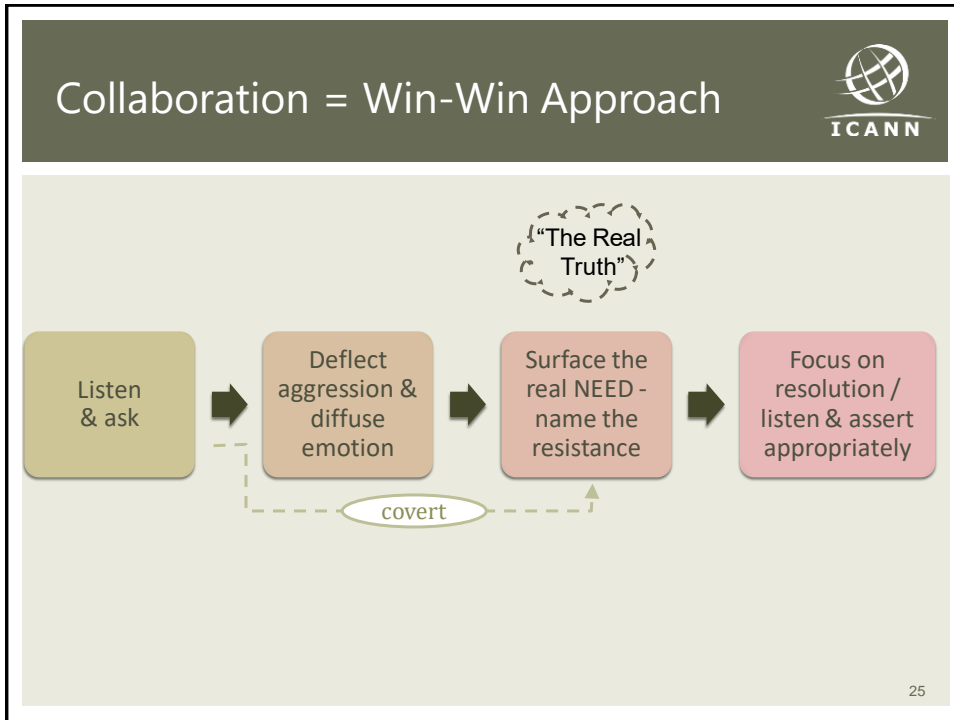 Collaboration = Win-Win Approach
ICANN
“The Real
Truth”
Listen
& ask
Deflect
aggression &
diffuse
emotion
Surface the
real NEED -
name the
resistance
Focus on
resolution /
listen & assert
appropriately
covert
25